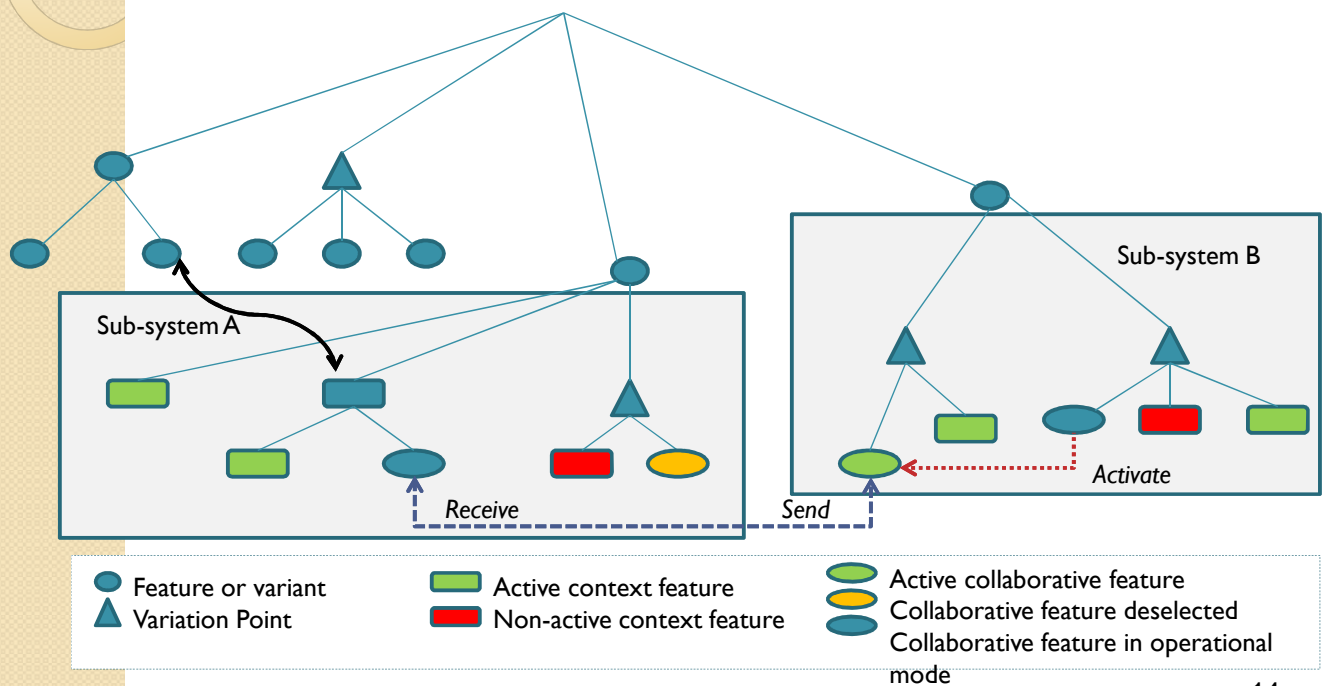 Sub-system B
Sub-system A
Activate
Receive
Send
Feature or variant
Variation Point
Active context feature
Non-active context feature
Active collaborative feature
Collaborative feature deselected
Collaborative feature in operational
mode